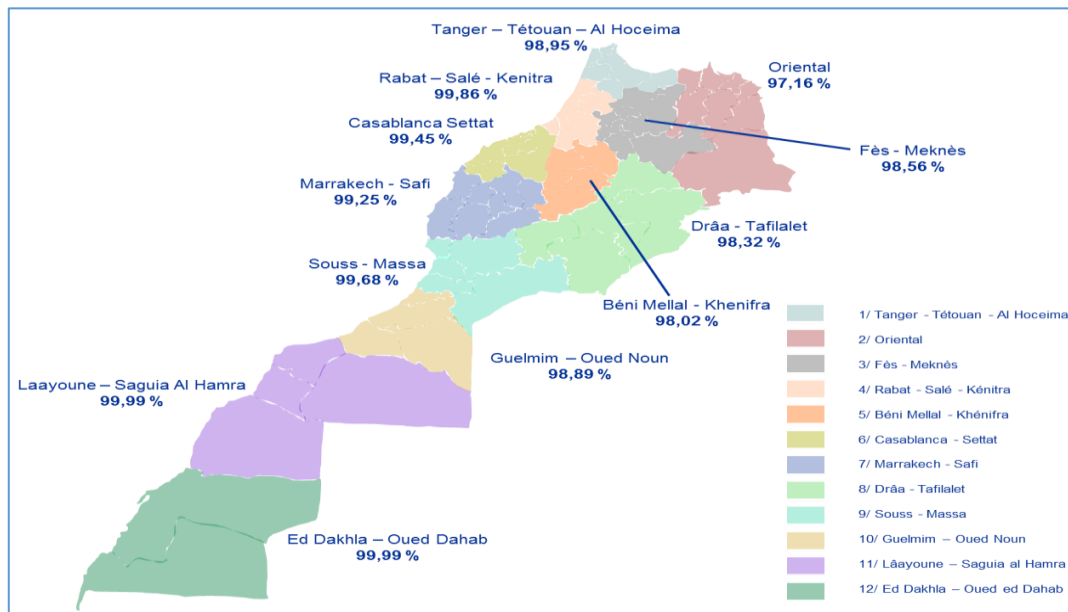 Tanger – Tétouan – Al Hoceima
98,95 %
Oriental
97,16 %
Rabat – Salé - Kenitra
99,86 %
Casablanca Settat
99,45 %
Fès - Meknès
98,56 %
Marrakech - Safi
99,25 %
Drâa - Tafilalet
98,32 %
Souss - Massa
99,68 %
Béni Mellal - Khenifra
98,02 %
Guelmim – Oued Noun
98,89 %
Laayoune – Saguia Al Hamra
99,99 %
Ed Dakhla – Oued Dahab
99,99 %
1/ Tanger - Tétouan - Al Hoceima
2/ Oriental
3/ Fès - Meknès
4/ Rabat - Salé - Kénitra
5/ Béni Mellal - Khénifra
6/ Casablanca - Settat
7/ Marrakech - Safi
8/ Drâa - Tafilalet
9/ Souss - Massa
10/ Guelmim – Oued Noun
11/ Lâayoune – Saguia al Hamra
12/ Ed Dakhla – Oued ed Dahab